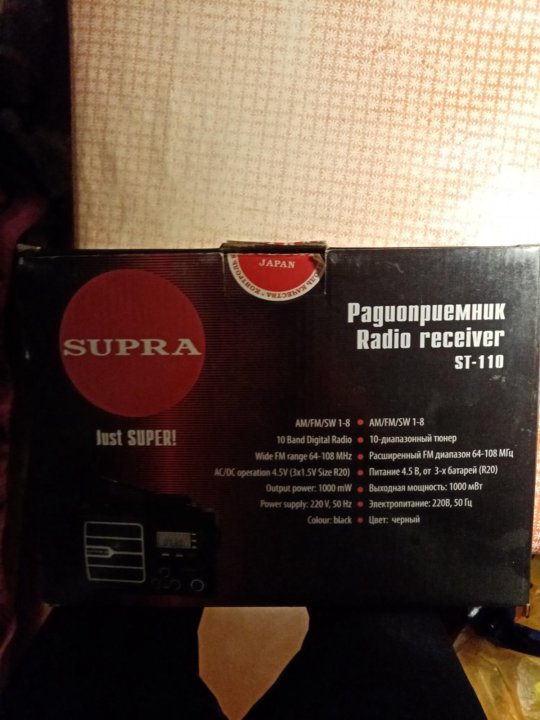 JAPAN
КОНТРОЛЬ КАЧЕСТВА
SUPRA
Just SUPER!
Радиоприемник
Radio receiver
ST-110
AM/FM/SW 1-8 • AM/FM/SW 1-8
10 Band Digital Radio • 10-диапазонный тюнер
Wide FM range 64-108 MHz • Расширенный FM диапазон 64-108 МГц
AC/DC operation 4.5V (3x1.5V Size R20) • Питание 4.5 В, от 3-х батарей (R20)
Output power: 1000 mW • Выходная мощность: 1000 мВт
Power supply: 220 V, 50 Hz • Электропитание: 220В, 50 Гц
Colour: black • Цвет: черный